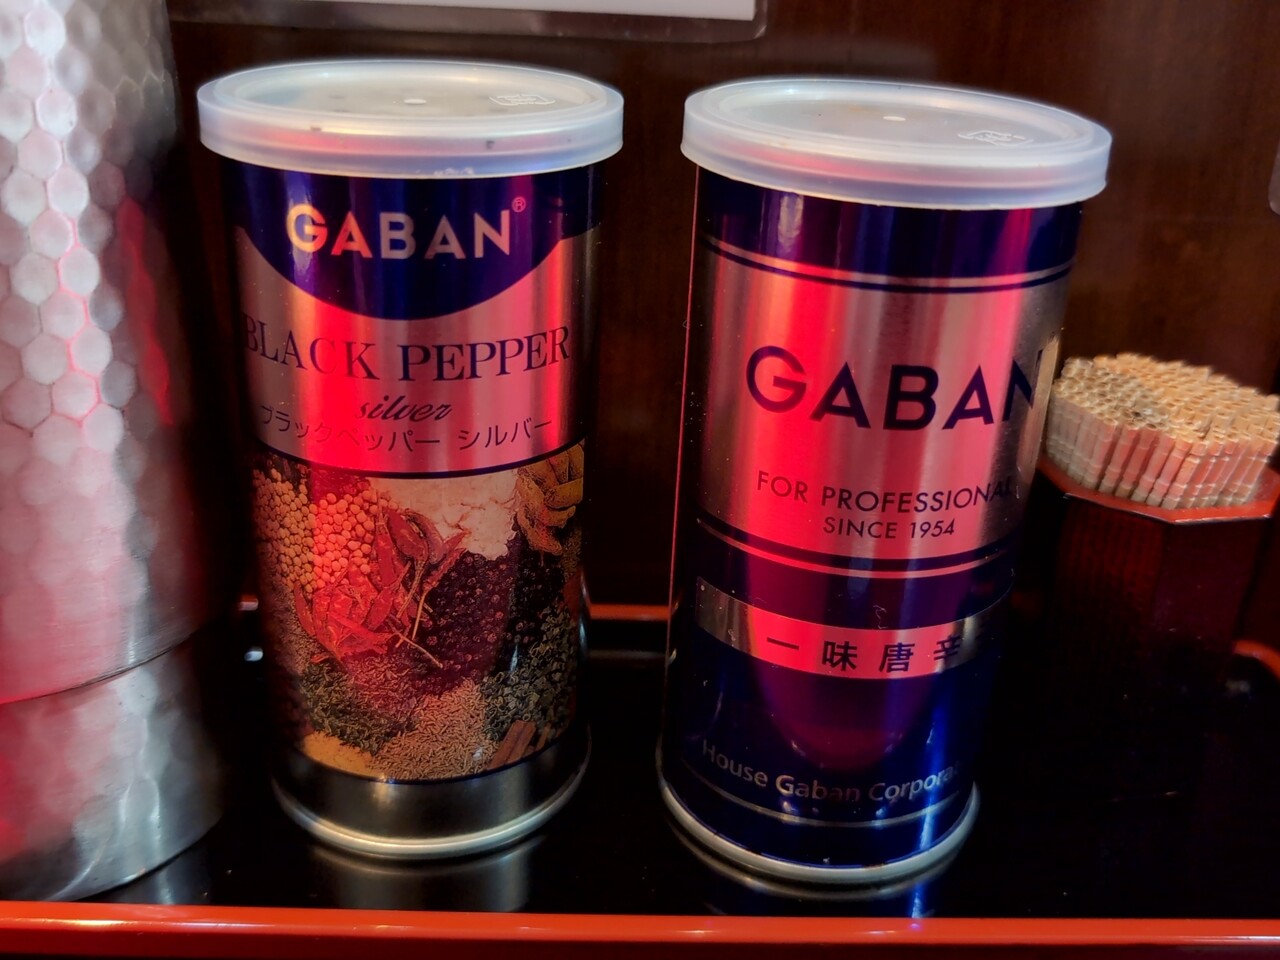 GABAN®
BLACK PEPPER
silver
ブラックペッパー シルバー
GABAN
FOR PROFESSIONAL
SINCE 1954
一味唐辛
House Gaban Corporat